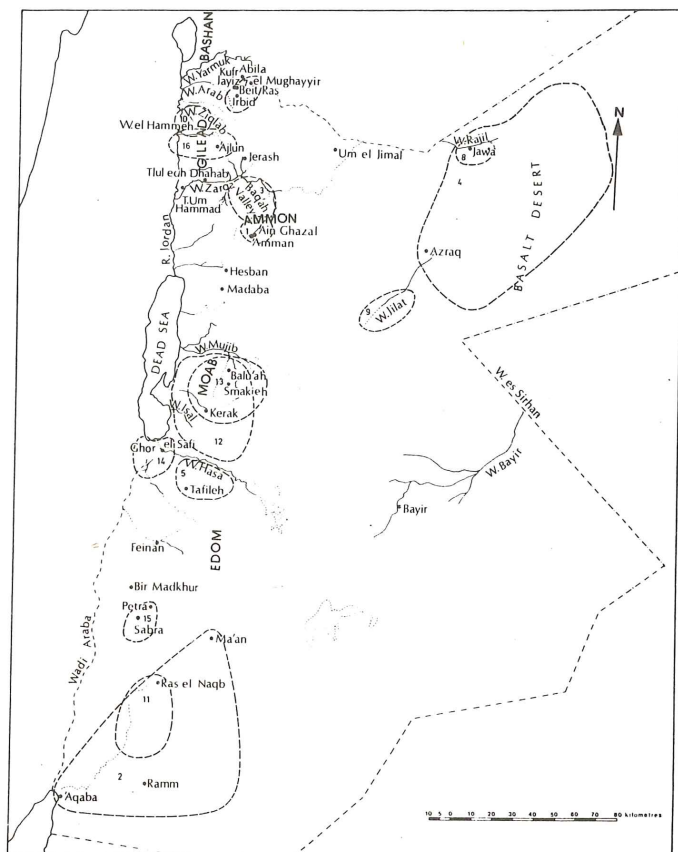 BASHAN
W.Yarmuk
Kufr Abila
Jayiz
el Mughayyir
W.Arab
Beit Ras
Irbid
W.Ziqlab
10
W.el Hammeh
GILEAD
16
Ajlun
Jerash
Um el Jimal
W.Rajil
Jawa
8
4
N
Tlul edh Dhahab
W.Zarqa
T.Um Hammad
Baqah Valley
3
AMMON
1
Ain Ghazal
Amman
R. Jordan
BASALT DESERT
Azraq
Hesban
Madaba
9
W.Jilat
DEAD SEA
W.Mujib
MOAB
Balu'ah
13
Smakieh
W.Isal
Kerak
W. es Sirhan
12
Ghor el Safi
14
W.Hasa
5
Tafileh
W. Bayir
Bayir
Feinan
EDOM
Bir Madkhur
Petra
15
Sabra
Ma'an
Wadi Araba
Ras el Naqb
11
2
Ramm
'Aqaba
10 5 0 10 20 30 40 50 60 70 80 kilometres